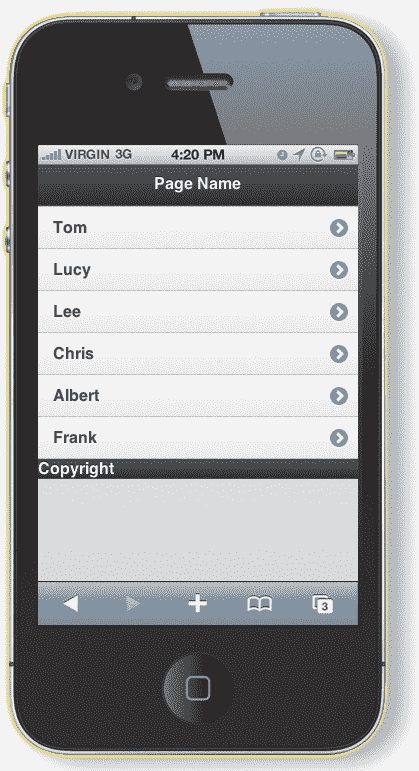 VIRGIN 3G 4:20 PM
Page Name
Tom
Lucy
Lee
Chris
Albert
Frank
Copyright
3